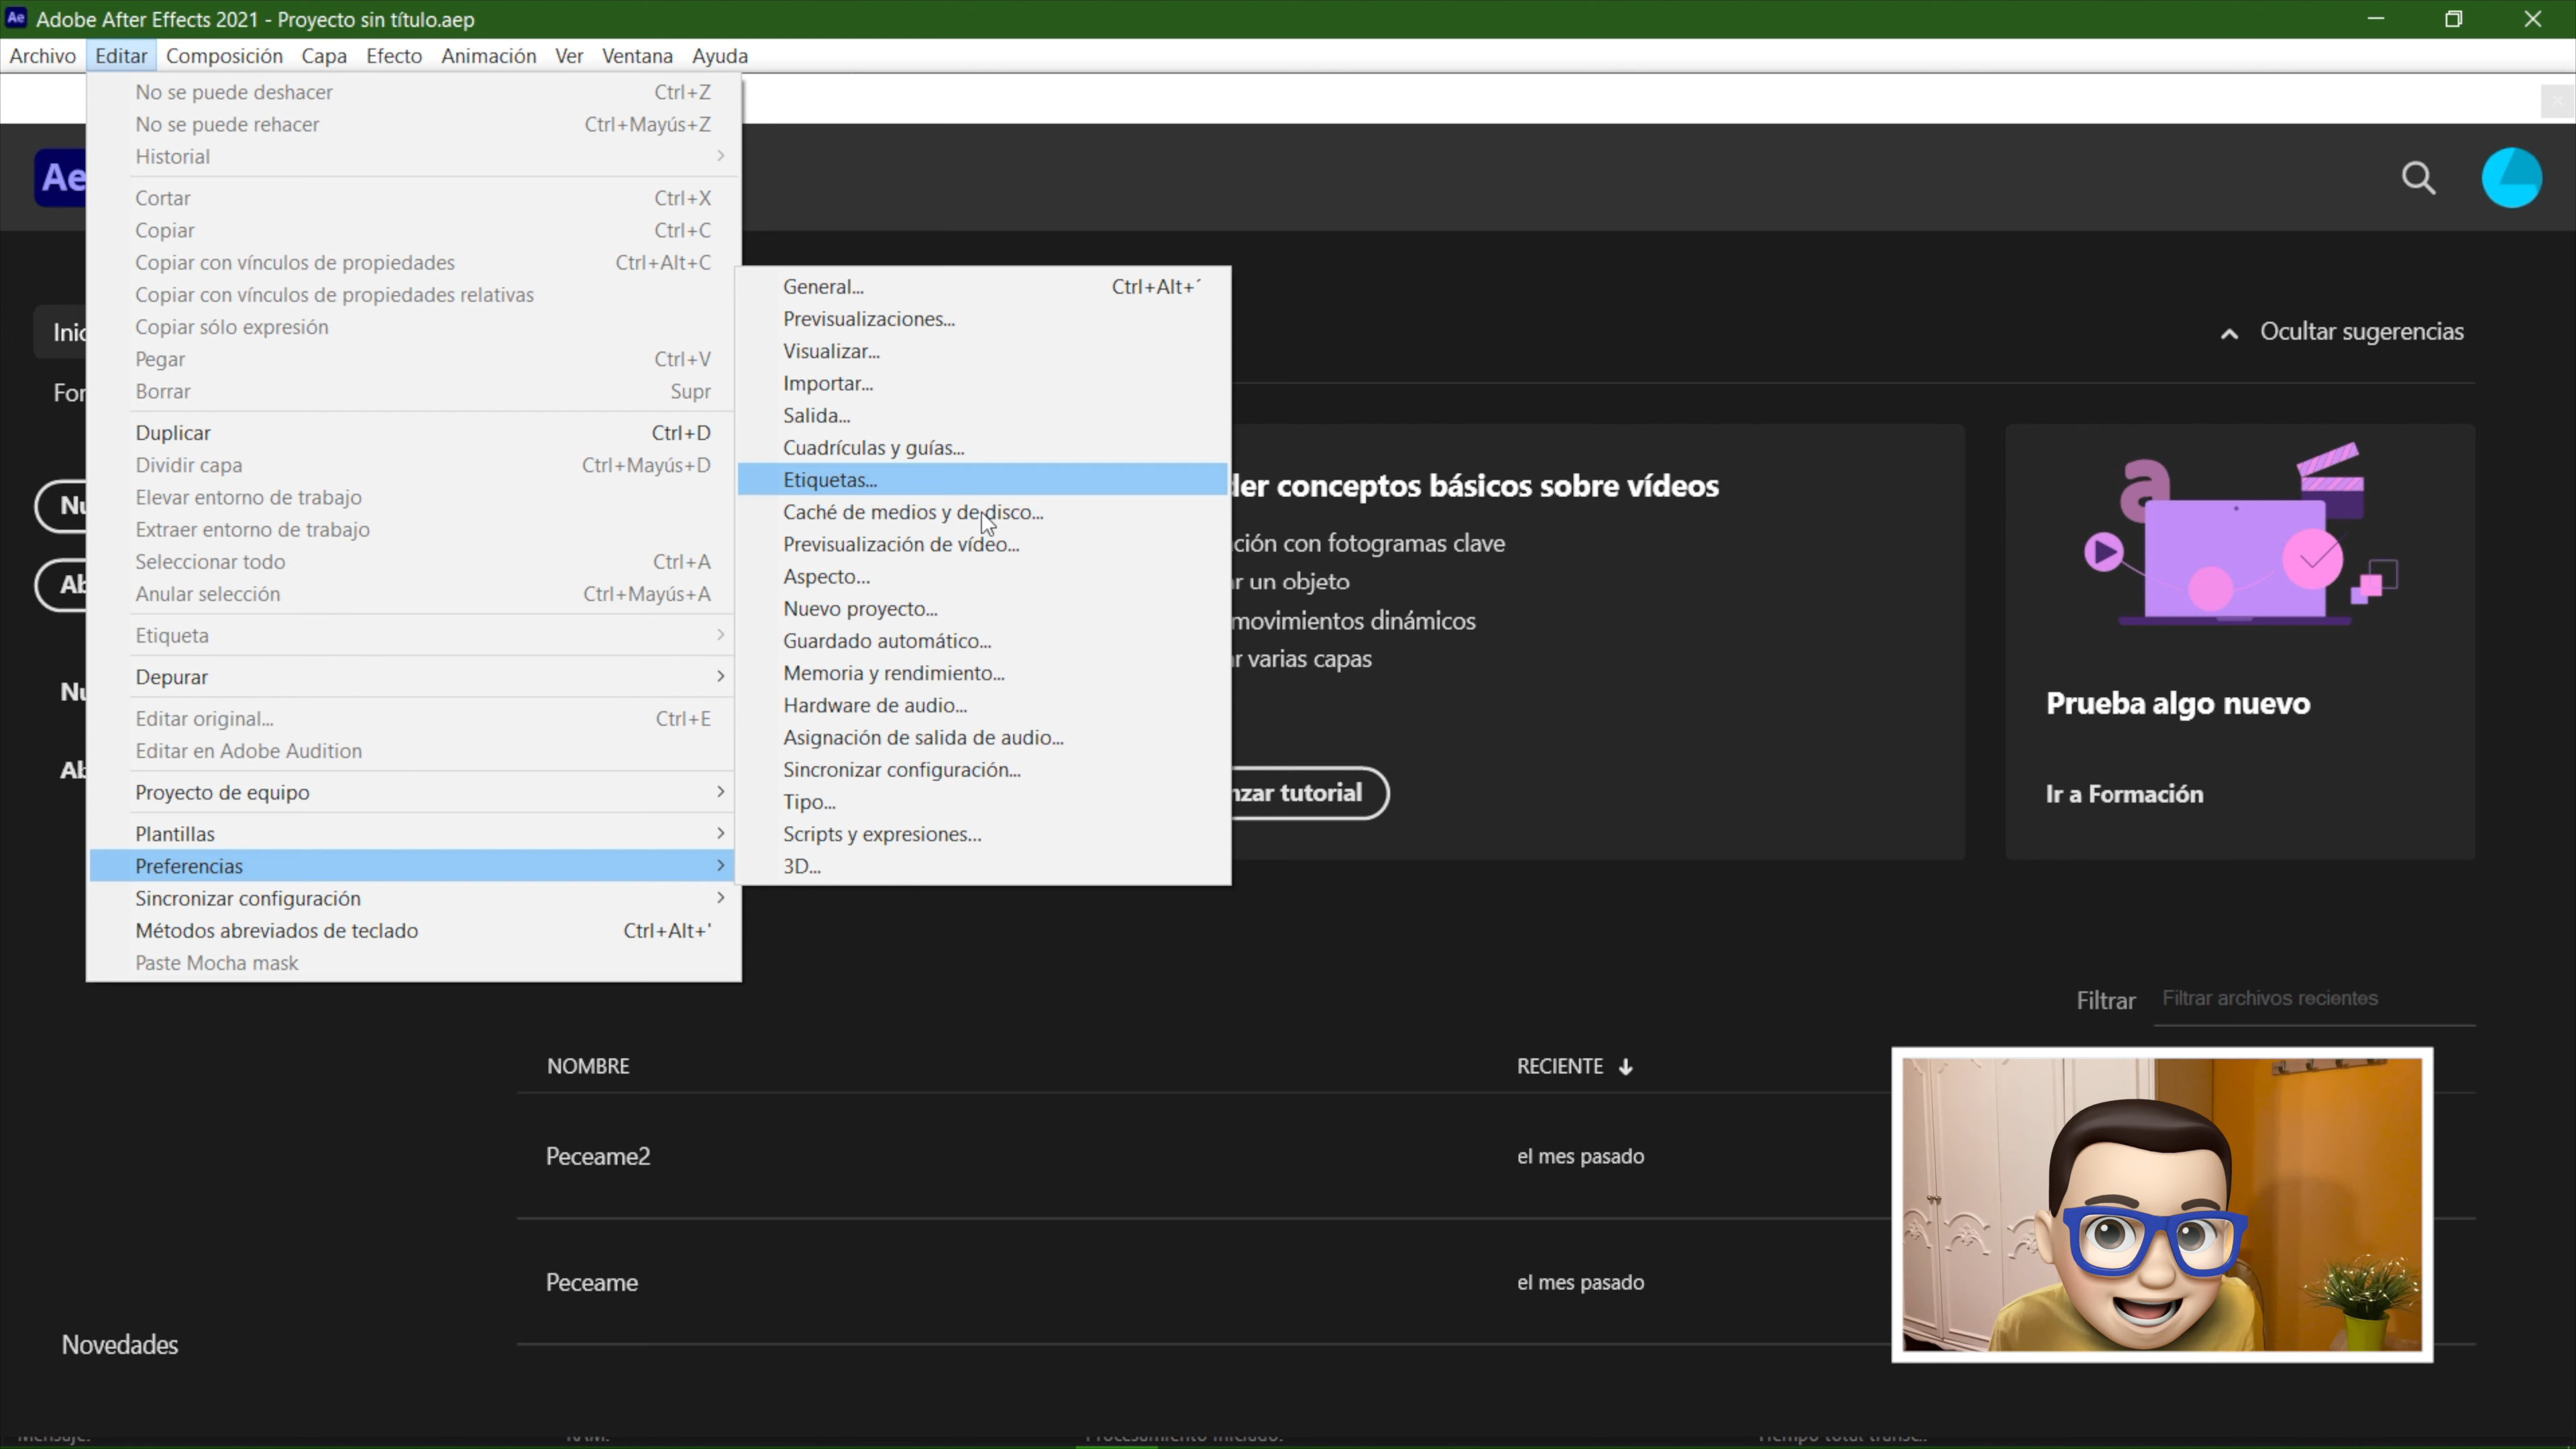 Ae Adobe After Effects 2021 - Proyecto sin título.aep
Archivo Editar Composición Capa Efecto Animación Ver Ventana Ayuda
No se puede deshacer Ctrl+Z
No se puede rehacer Ctrl+Mayús+Z
Historial
Cortar Ctrl+X
Copiar Ctrl+C
Copiar con vínculos de propiedades Ctrl+Alt+C
Copiar con vínculos de propiedades relativas
Copiar sólo expresión
Pegar Ctrl+V
Borrar Supr
Duplicar Ctrl+D
Dividir capa Ctrl+Mayús+D
Elevar entorno de trabajo
Extraer entorno de trabajo
Seleccionar todo Ctrl+A
Anular selección Ctrl+Mayús+A
Etiqueta
Depurar
Editar original... Ctrl+E
Editar en Adobe Audition
Proyecto de equipo
Plantillas
Preferencias
Sincronizar configuración
Métodos abreviados de teclado Ctrl+Alt+'
Paste Mocha mask
General... Ctrl+Alt+´
Previsualizaciones...
Visualizar...
Importar...
Salida...
Cuadrículas y guías...
Etiquetas...
Caché de medios y de disco...
Previsualización de vídeo...
Aspecto...
Nuevo proyecto...
Guardado automático...
Memoria y rendimiento...
Hardware de audio...
Asignación de salida de audio...
Sincronizar configuración...
Tipo...
Scripts y expresiones...
3D...
Ae
Ocultar sugerencias
der conceptos básicos sobre vídeos
ción con fotogramas clave
r un objeto
movimientos dinámicos
r varias capas
nzar tutorial
a
Prueba algo nuevo
Ir a Formación
Filtrar Filtrar archivos recientes
NOMBRE RECIENTE
Peceame2 el mes pasado
Peceame el mes pasado
Novedades